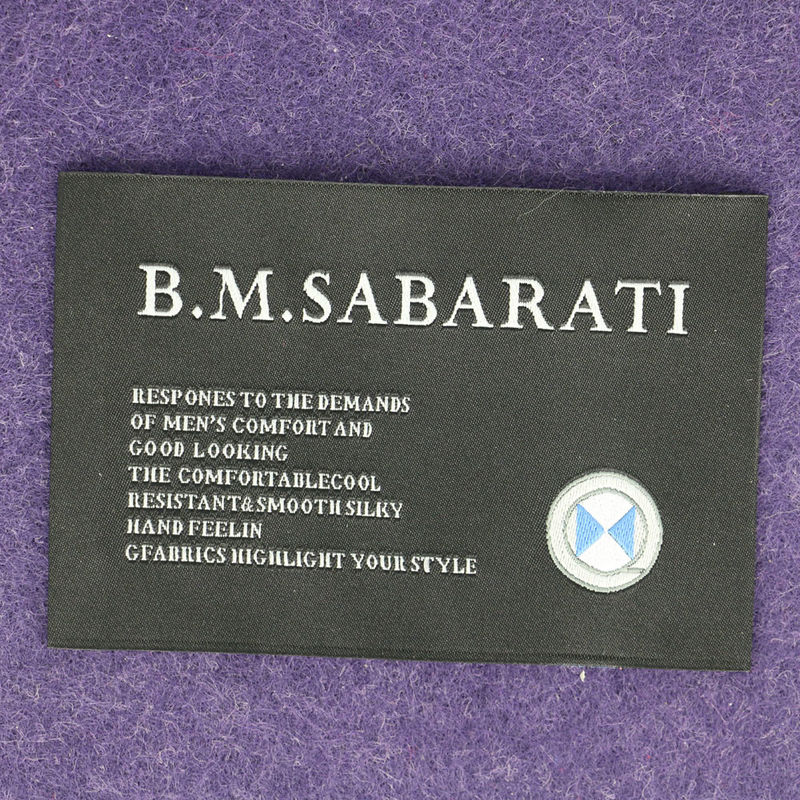 B.M.SABARATI
RESPONES TO THE DEMANDS
OF MEN'S COMFORT AND
GOOD LOOKING
THE COMFORTABLECOOL
RESISTANT&SMOOTH SILKY
HAND FEELIN
GFABRICS HIGHLIGHT YOUR STYLE